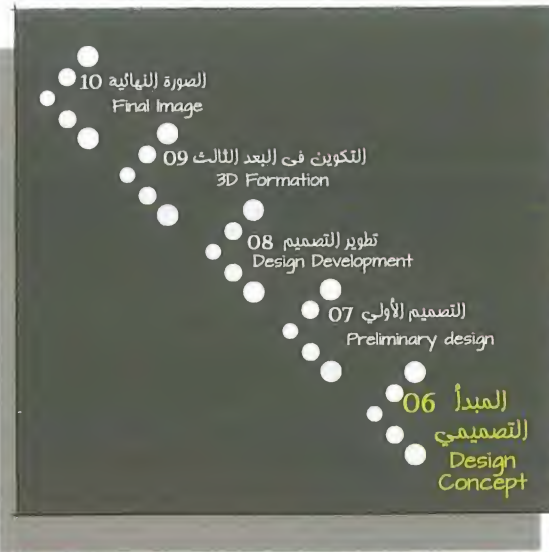 10 الصورة النهائية
Final Image
09 التكوين فى البعد الثالث
3D Formation
08 تطوير التصميم
Design Development
07 التصميم الأولي
Preliminary design
06 المبدأ
التصميمي
Design
Concept